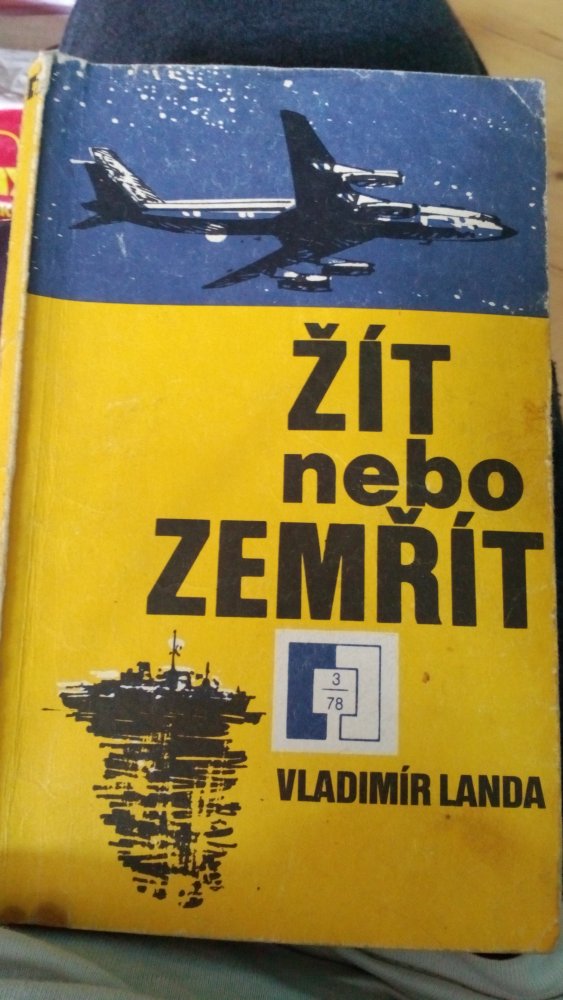 ŽÍT
nebo
ZEMŘÍT
3
78
VLADIMÍR LANDA